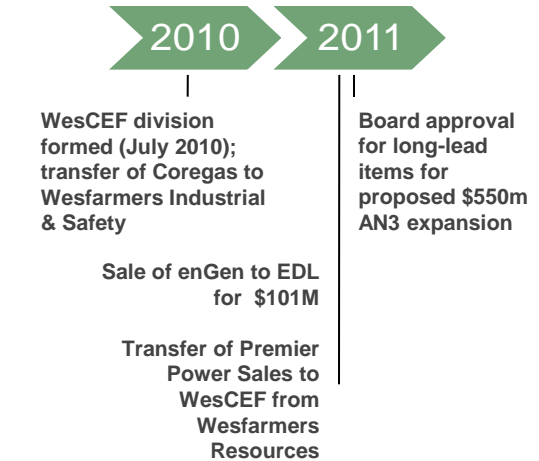 2010
2011
WesCEF division
formed (July 2010);
transfer of Coregas to
Wesfarmers Industrial
& Safety
Board approval
for long-lead
items for
proposed $550m
AN3 expansion
Sale of enGen to EDL
for $101M
Transfer of Premier
Power Sales to
WesCEF from
Wesfarmers
Resources